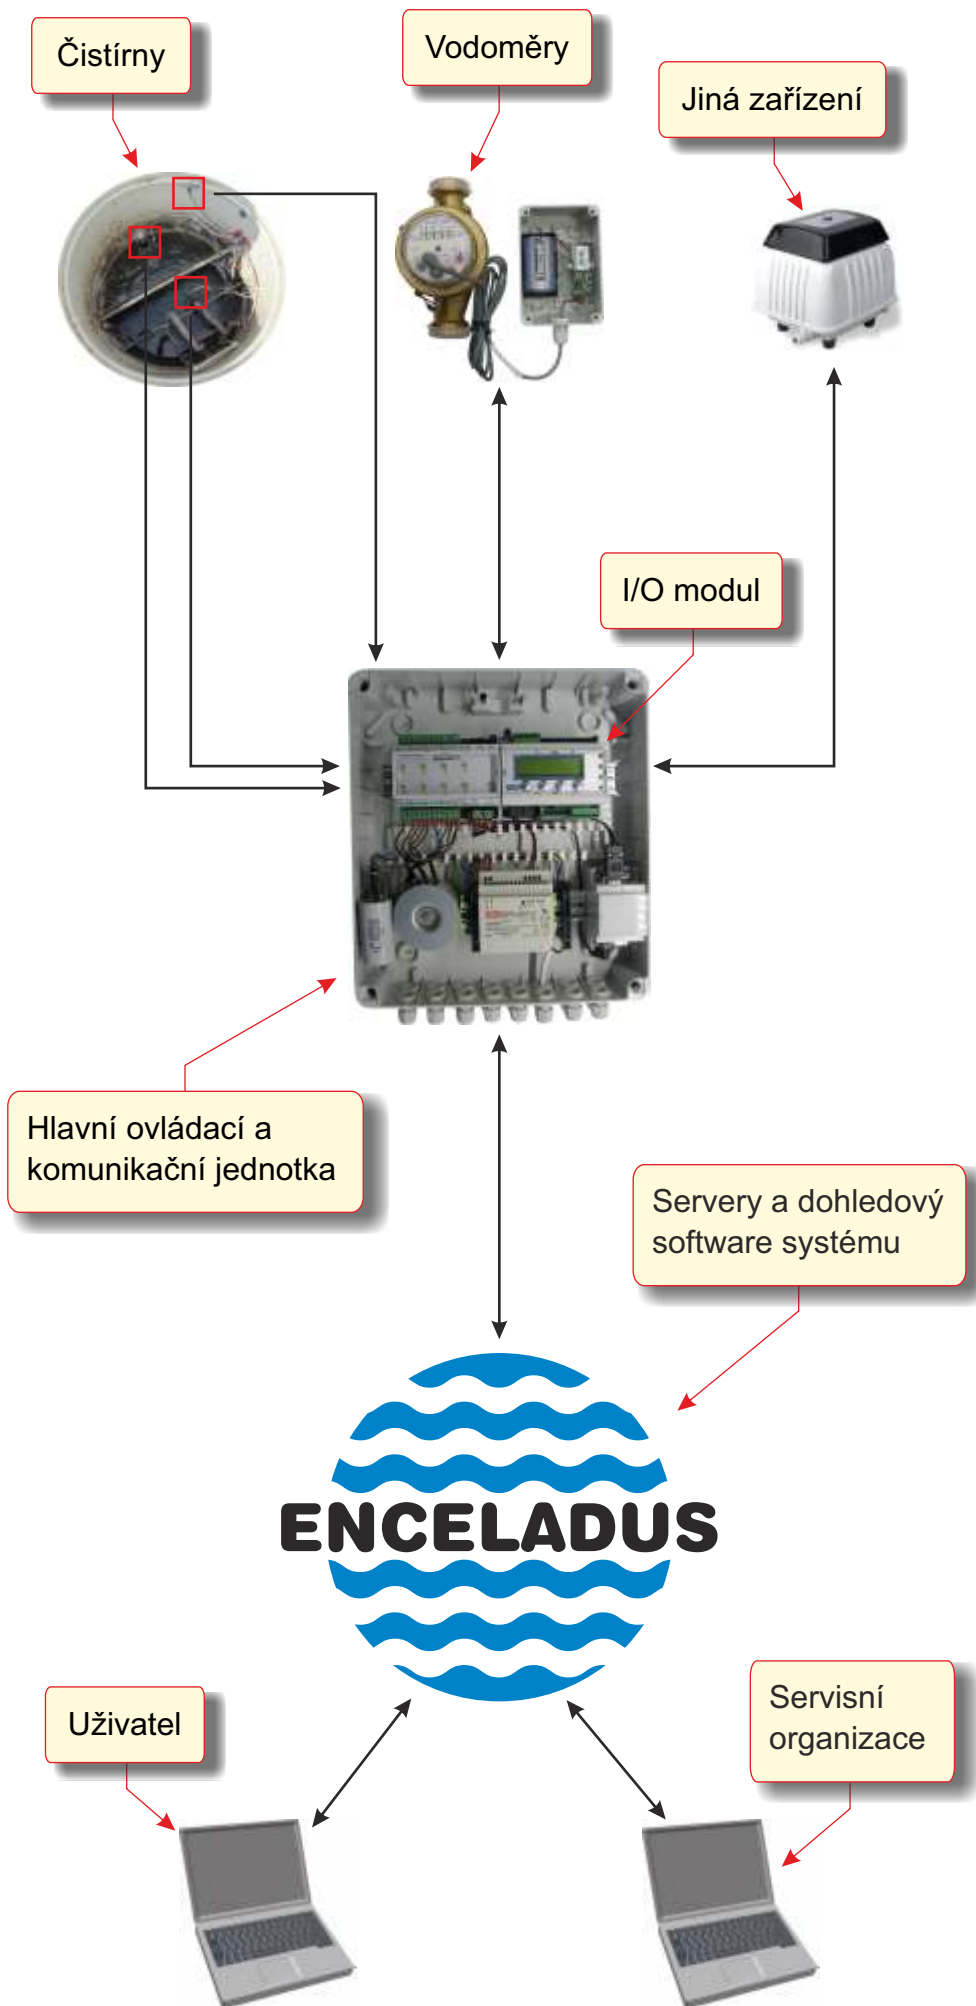 Čistírny
Vodoměry
Jiná zařízení
I/O modul
Hlavní ovládací a
komunikační jednotka
Servery a dohledový
software systému
ENCELADUS
Uživatel
Servisní
organizace